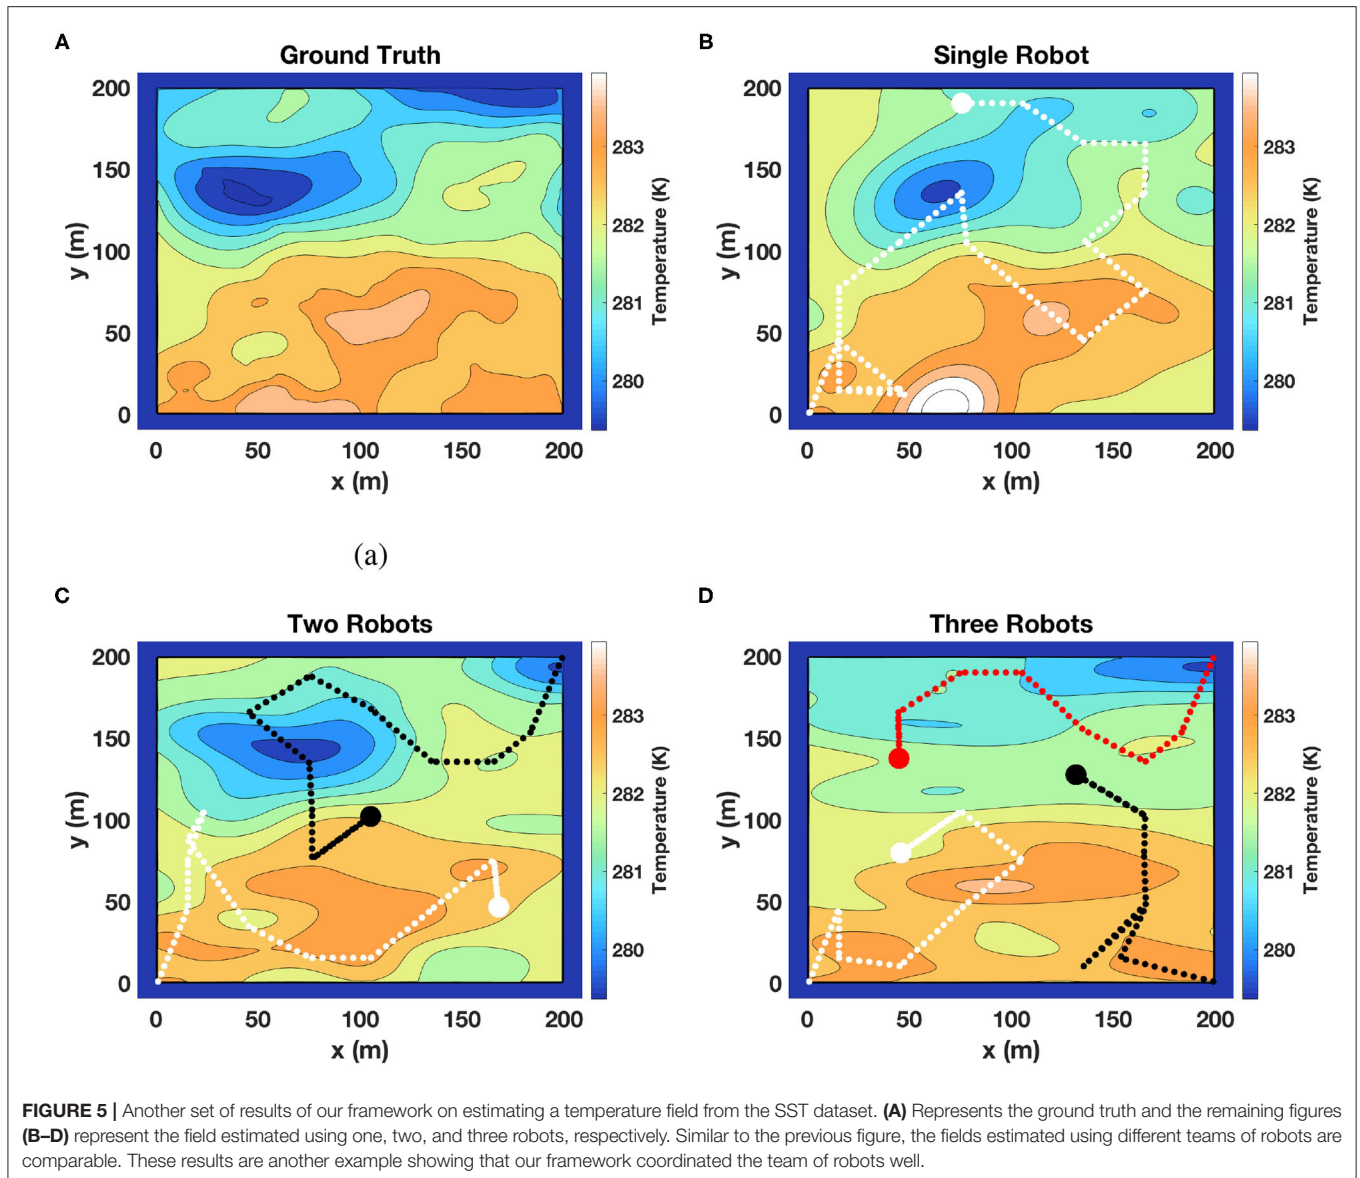 A
Ground Truth
200
150
100
50
0
y (m)
0 50 100 150 200
x (m)
283
282
281
280
Temperature (K)
(a)
B
Single Robot
200
150
100
50
0
y (m)
0 50 100 150 200
x (m)
283
282
281
280
Temperature (K)
C
Two Robots
200
150
100
50
0
y (m)
0 50 100 150 200
x (m)
283
282
281
280
Temperature (K)
D
Three Robots
200
150
100
50
0
y (m)
0 50 100 150 200
x (m)
283
282
281
280
Temperature (K)
FIGURE 5 | Another set of results of our framework on estimating a temperature field from the SST dataset. (A) Represents the ground truth and the remaining figures
(B–D) represent the field estimated using one, two, and three robots, respectively. Similar to the previous figure, the fields estimated using different teams of robots are
comparable. These results are another example showing that our framework coordinated the team of robots well.